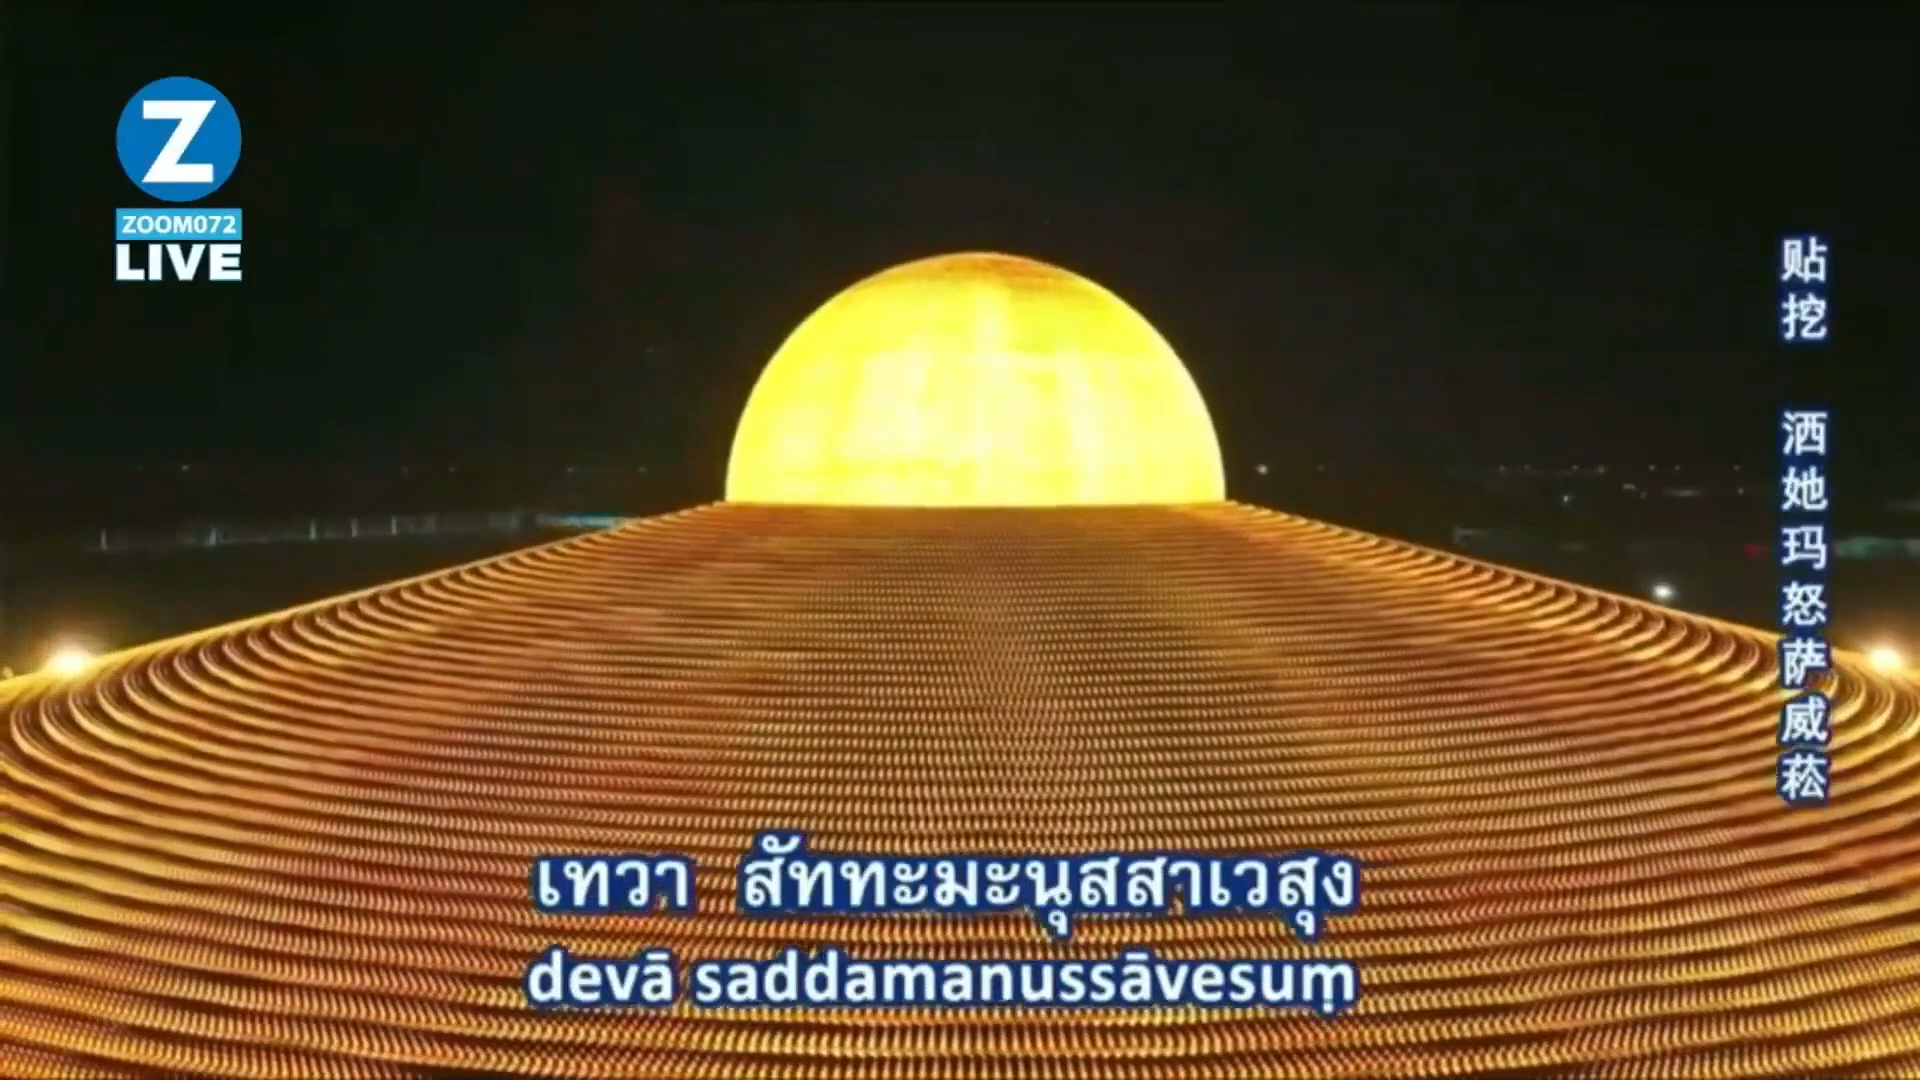 Z
ZOOM072
LIVE
贴挖 洒她玛怒萨威菘
เทวา สัททะมะนุสสาเวสุง
devā saddamanussāvesuṃ